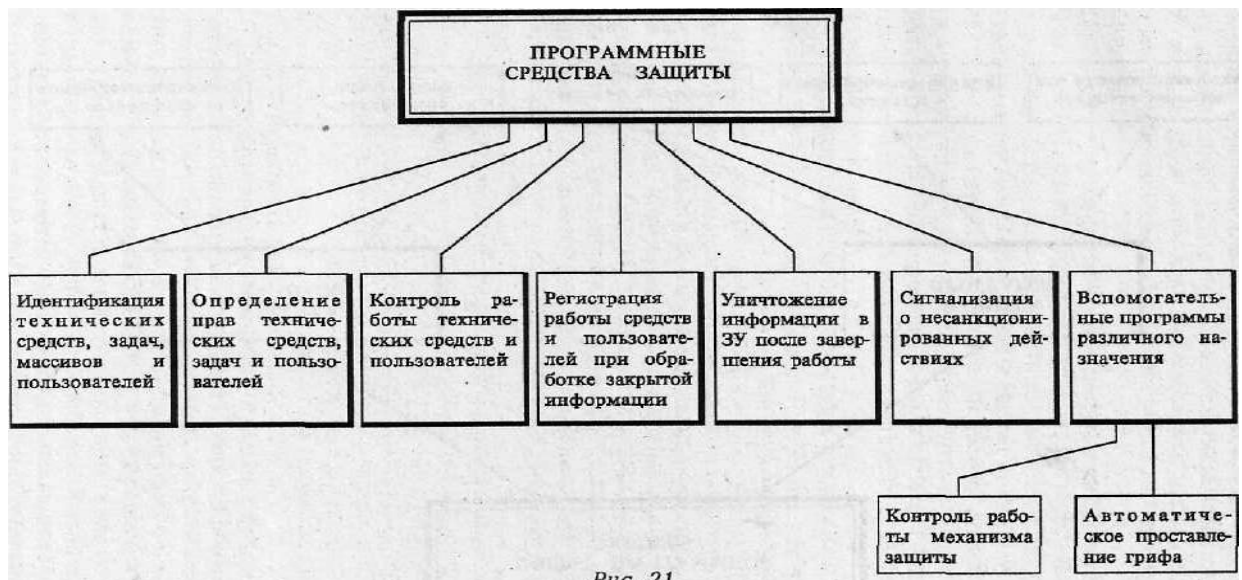 ПРОГРАММНЫЕ
СРЕДСТВА ЗАЩИТЫ
Идентификация
технических
средств, задач,
массивов и
пользователей
Определение
прав техниче-
ских средств,
задач и пользо-
вателей
Контроль ра-
боты техниче-
ских средств и
пользователей
Регистрация
работы средств
и пользовате-
лей при обра-
ботке закрытой
информации
Уничтожение
информации в
ЗУ после завер-
шения работы
Сигнализация
о несанкциони-
рованных дей-
ствиях
Вспомогатель-
ные программы
различного на-
значения
Контроль рабо-
ты механизма
защиты
Автоматиче-
ское проставле-
ние грифа
Рис. 21